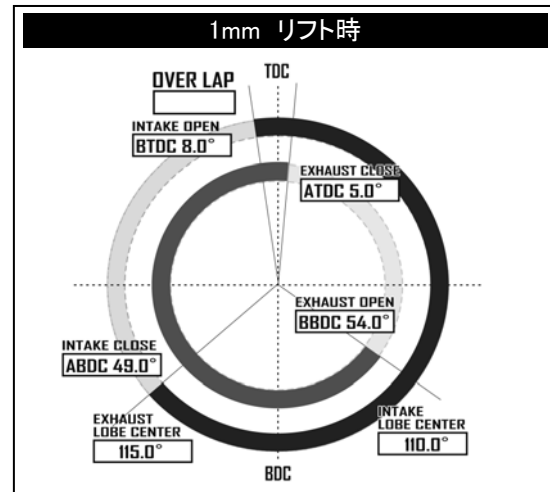 1mm リフト時
TDC
OVER LAP
INTAKE OPEN
BTDC 8.0°
EXHAUST CLOSE
ATDC 5.0°
EXHAUST OPEN
BBDC 54.0°
INTAKE CLOSE
ABDC 49.0°
EXHAUST
LOBE CENTER
115.0°
INTAKE
LOBE CENTER
110.0°
BDC